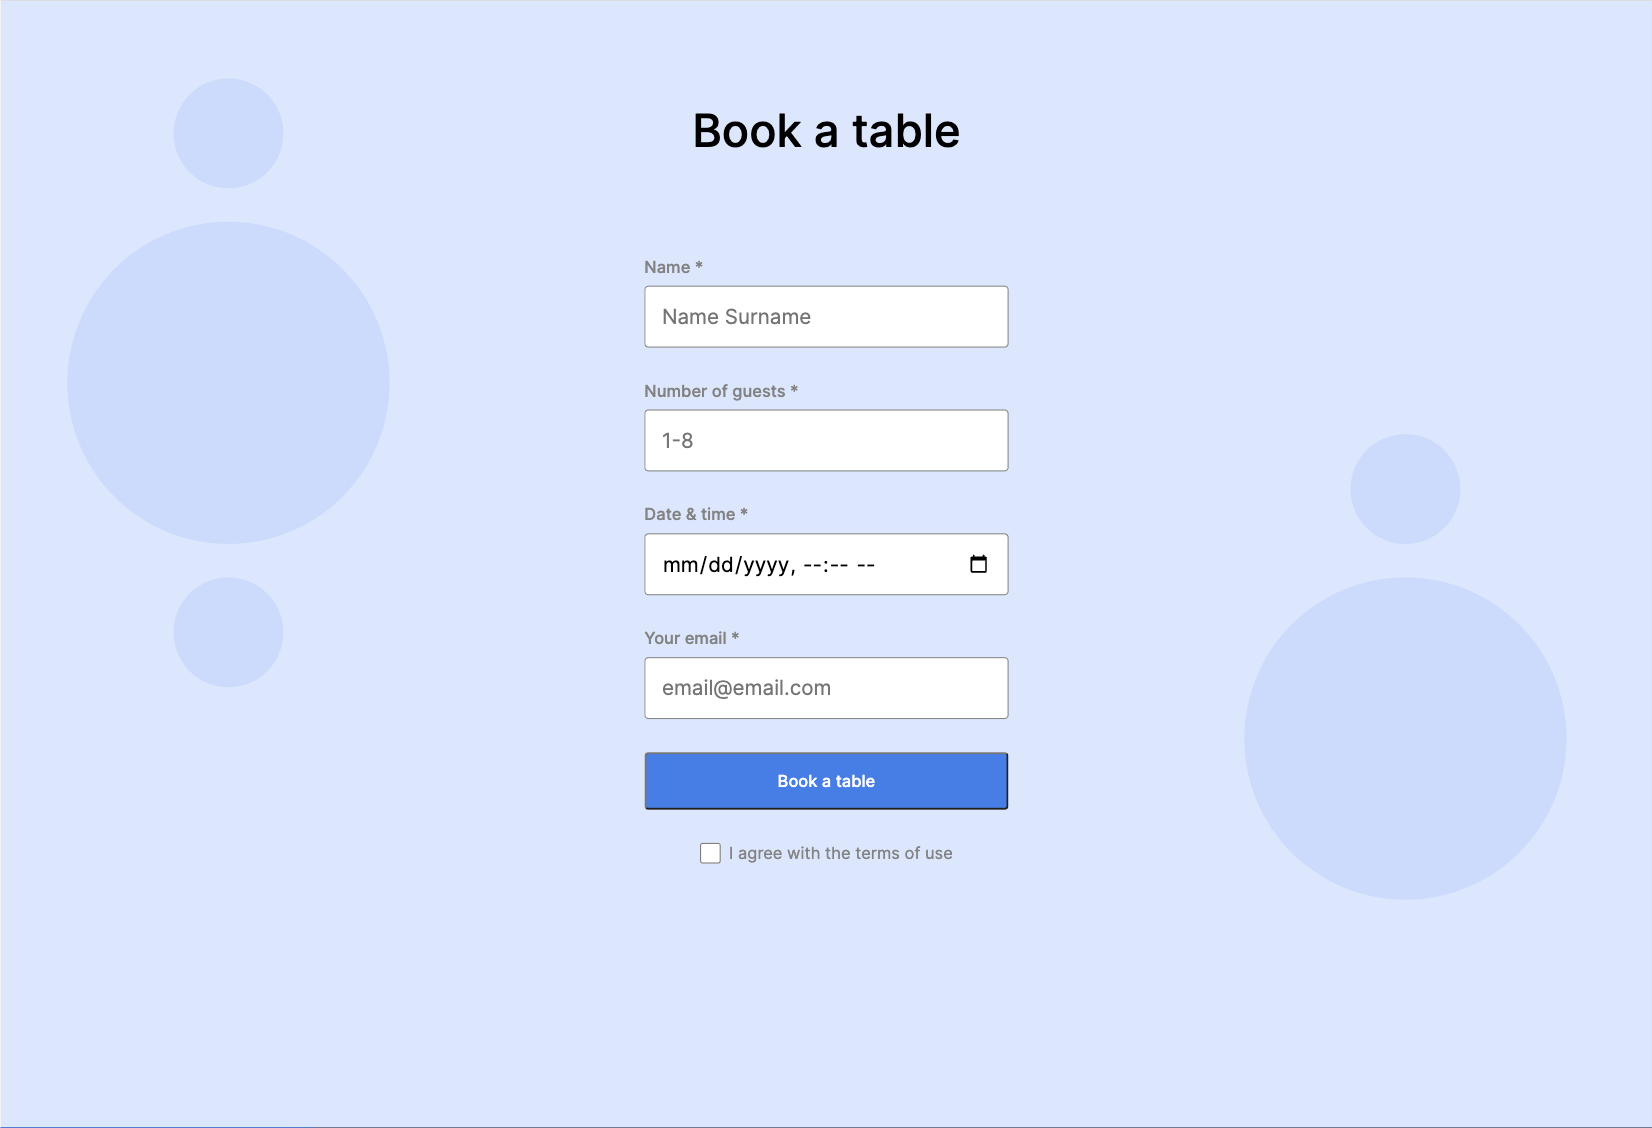 Book a table
Name *
Name Surname
Number of guests *
1-8
Date & time *
mm/dd/yyyy, --:-- --
Your email *
email@email.com
Book a table
I agree with the terms of use